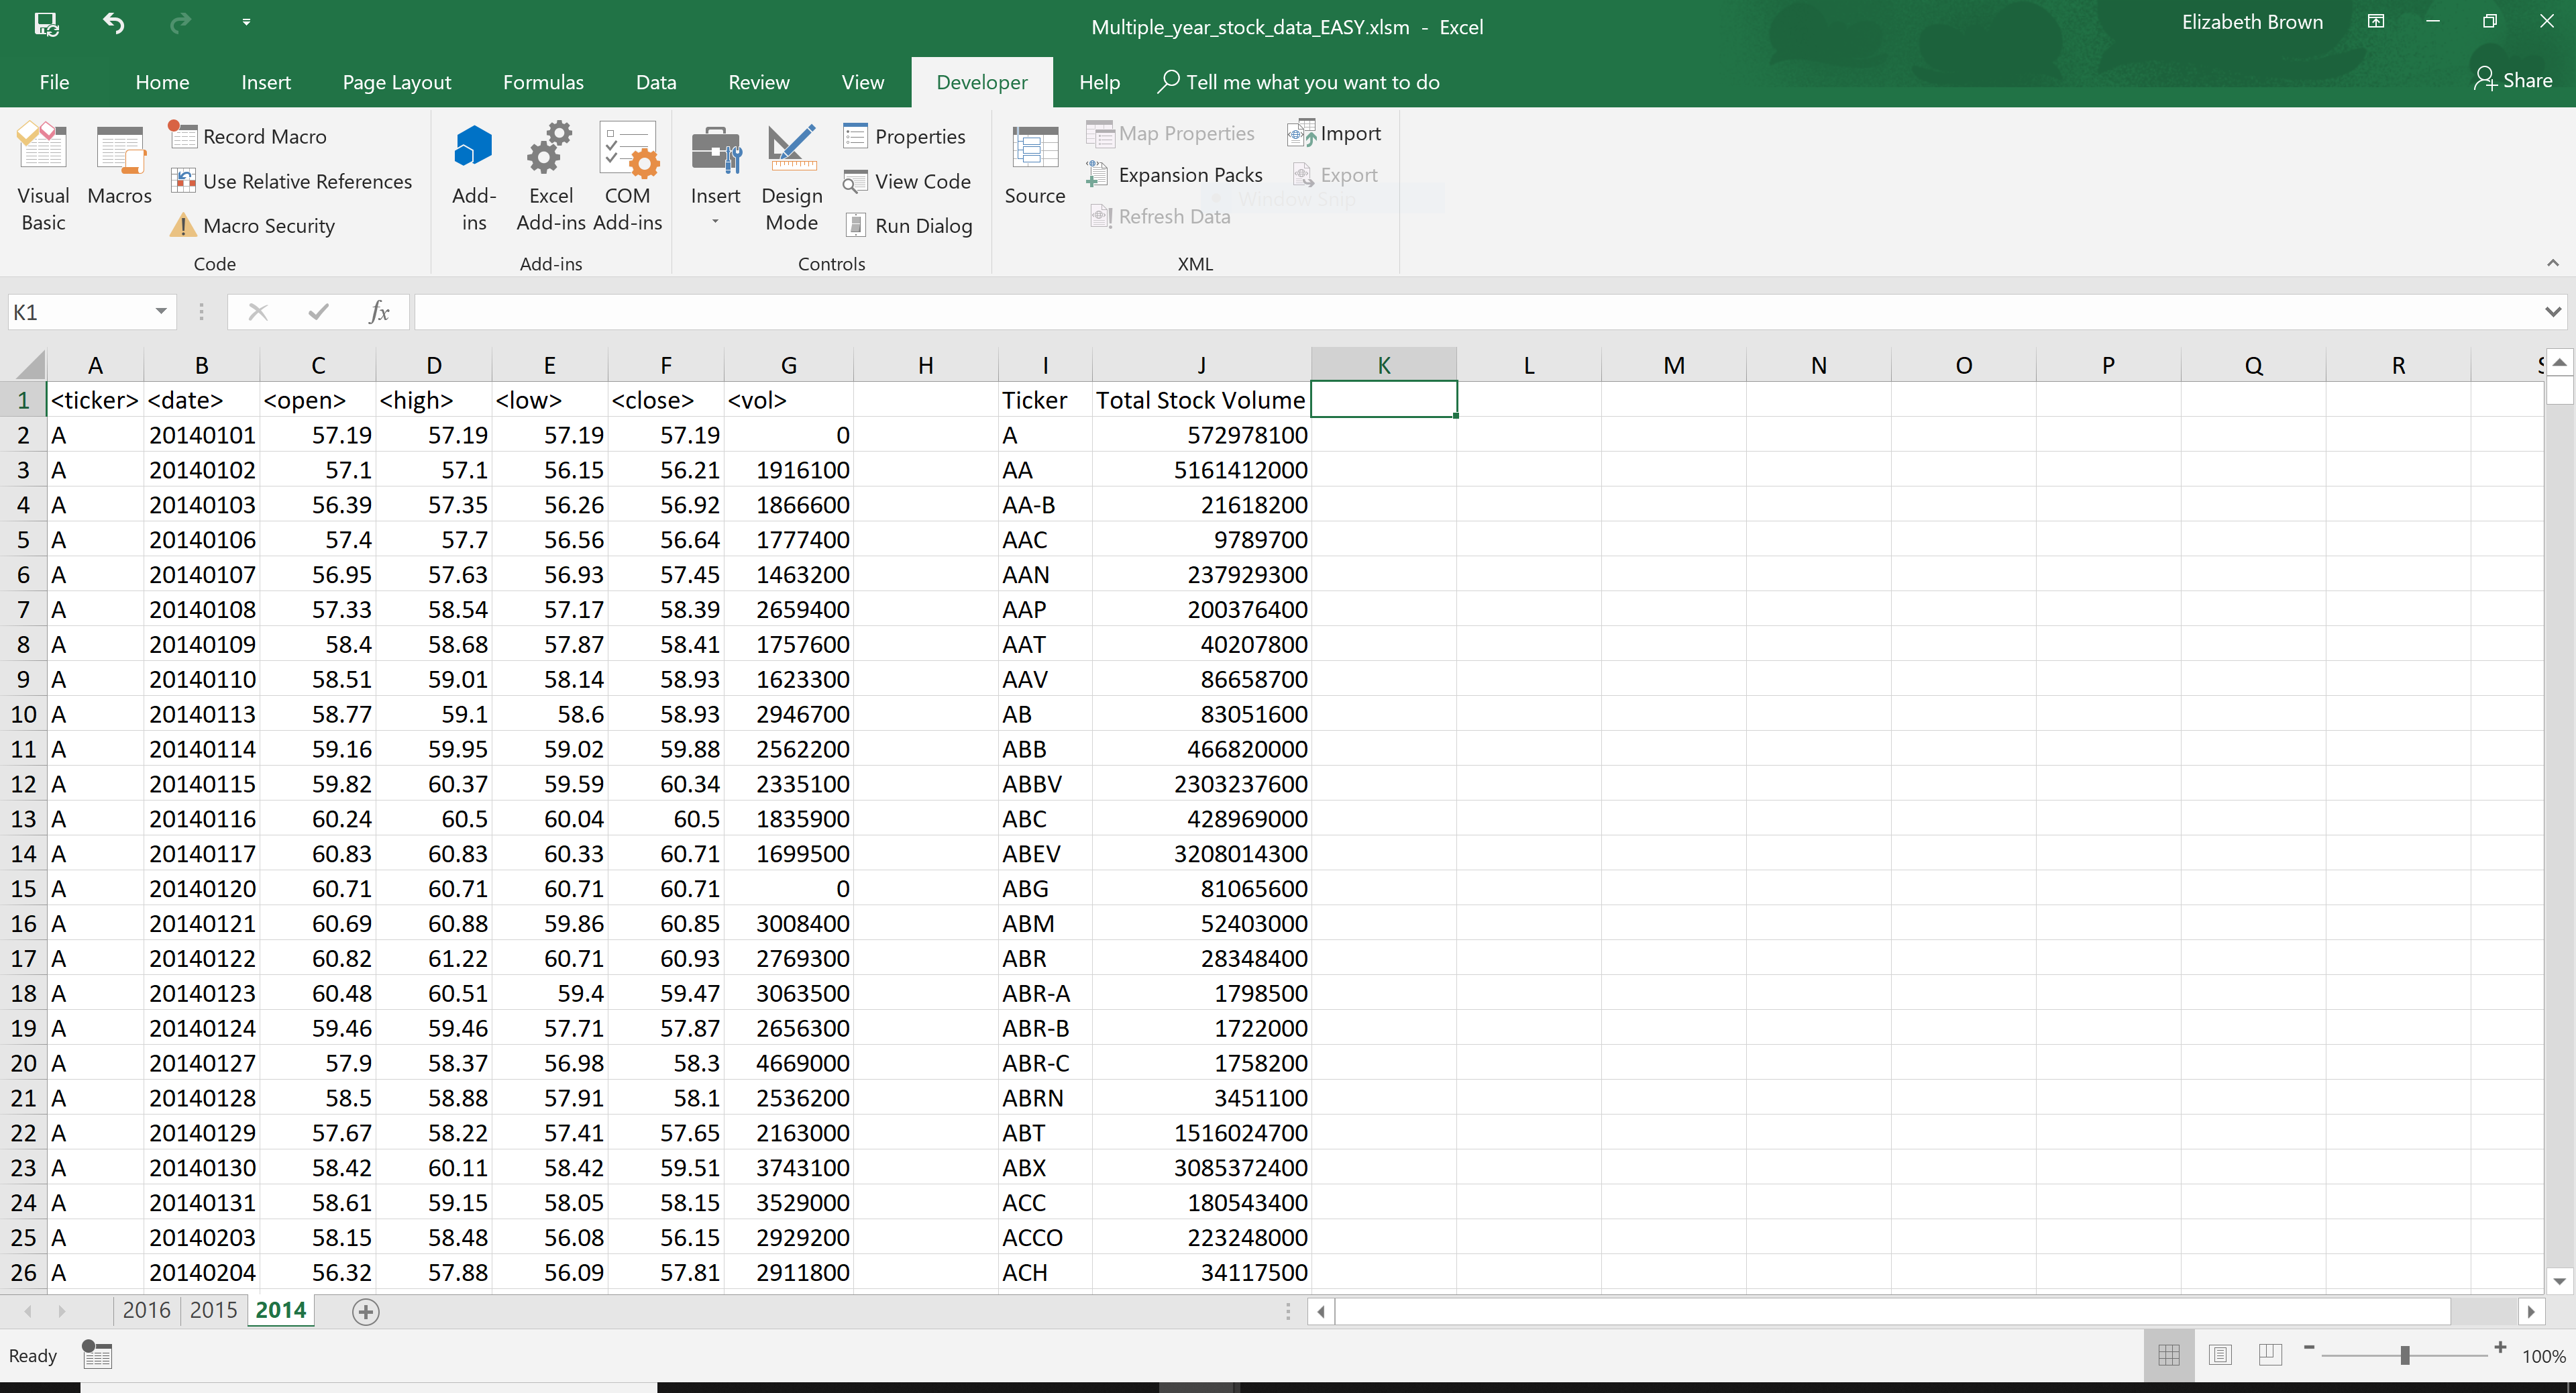 Multiple_year_stock_data_EASY.xlsm - Excel
Elizabeth Brown
File Home Insert Page Layout Formulas Data Review View Developer Help Tell me what you want to do Share
Visual Basic
Macros
Record Macro
Use Relative References
Macro Security
Code
Add-ins
Excel Add-ins
COM Add-ins
Add-ins
Insert
Design Mode
Properties
View Code
Run Dialog
Controls
Source
Map Properties
Expansion Packs
Refresh Data
Import
Export
Window Snip
XML
K1 fx
A B C D E F G H I J K L M N O P Q R S
1 <ticker> <date> <open> <high> <low> <close> <vol> Ticker Total Stock Volume
2 A 20140101 57.19 57.19 57.19 57.19 0 A 572978100
3 A 20140102 57.1 57.1 56.15 56.21 1916100 AA 5161412000
4 A 20140103 56.39 57.35 56.26 56.92 1866600 AA-B 21618200
5 A 20140106 57.4 57.7 56.56 56.64 1777400 AAC 9789700
6 A 20140107 56.95 57.63 56.93 57.45 1463200 AAN 237929300
7 A 20140108 57.33 58.54 57.17 58.39 2659400 AAP 200376400
8 A 20140109 58.4 58.68 57.87 58.41 1757600 AAT 40207800
9 A 20140110 58.51 59.01 58.14 58.93 1623300 AAV 86658700
10 A 20140113 58.77 59.1 58.6 58.93 2946700 AB 83051600
11 A 20140114 59.16 59.95 59.02 59.88 2562200 ABB 466820000
12 A 20140115 59.82 60.37 59.59 60.34 2335100 ABBV 2303237600
13 A 20140116 60.24 60.5 60.04 60.5 1835900 ABC 428969000
14 A 20140117 60.83 60.83 60.33 60.71 1699500 ABEV 3208014300
15 A 20140120 60.71 60.71 60.71 60.71 0 ABG 81065600
16 A 20140121 60.69 60.88 59.86 60.85 3008400 ABM 52403000
17 A 20140122 60.82 61.22 60.71 60.93 2769300 ABR 28348400
18 A 20140123 60.48 60.51 59.4 59.47 3063500 ABR-A 1798500
19 A 20140124 59.46 59.46 57.71 57.87 2656300 ABR-B 1722000
20 A 20140127 57.9 58.37 56.98 58.3 4669000 ABR-C 1758200
21 A 20140128 58.5 58.88 57.91 58.1 2536200 ABRN 3451100
22 A 20140129 57.67 58.22 57.41 57.65 2163000 ABT 1516024700
23 A 20140130 58.42 60.11 58.42 59.51 3743100 ABX 3085372400
24 A 20140131 58.61 59.15 58.05 58.15 3529000 ACC 180543400
25 A 20140203 58.15 58.48 56.08 56.15 2929200 ACCO 223248000
26 A 20140204 56.32 57.88 56.09 57.81 2911800 ACH 34117500
2016 2015 2014
Ready 100%